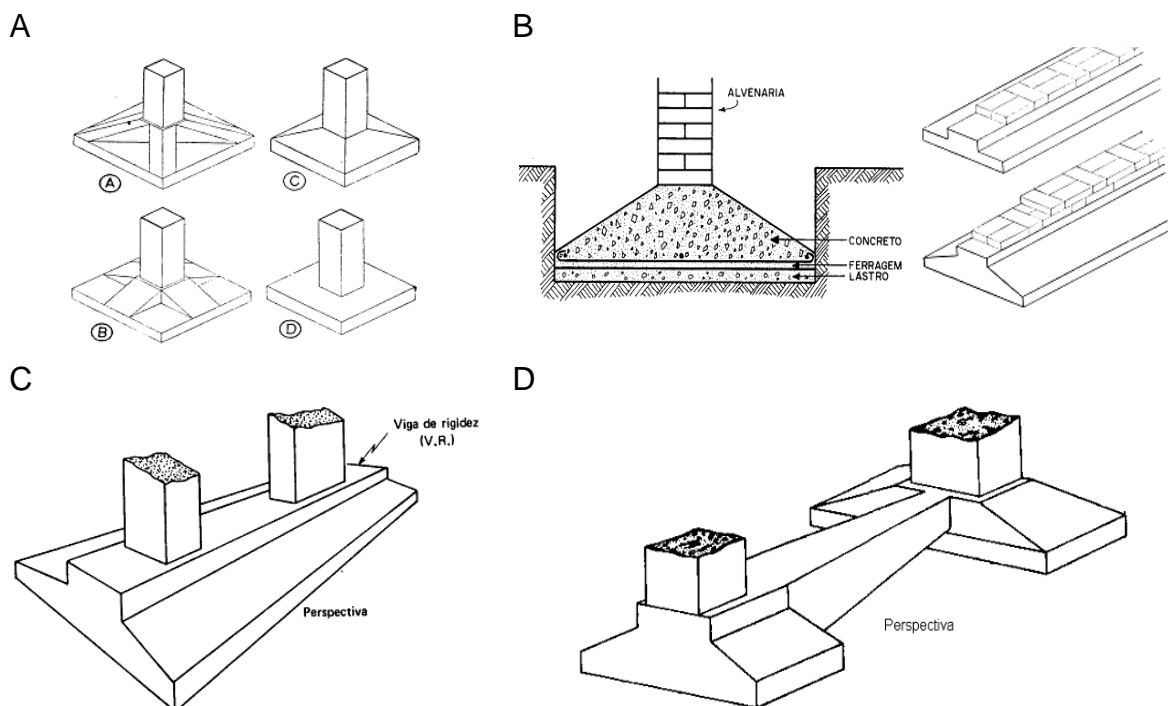 A
B
A
C
B
D
ALVENARIA
CONCRETO
FERRAGEM
LASTRO
C
D
Viga de rigidez
(V.R.)
Perspectiva
Perspectiva